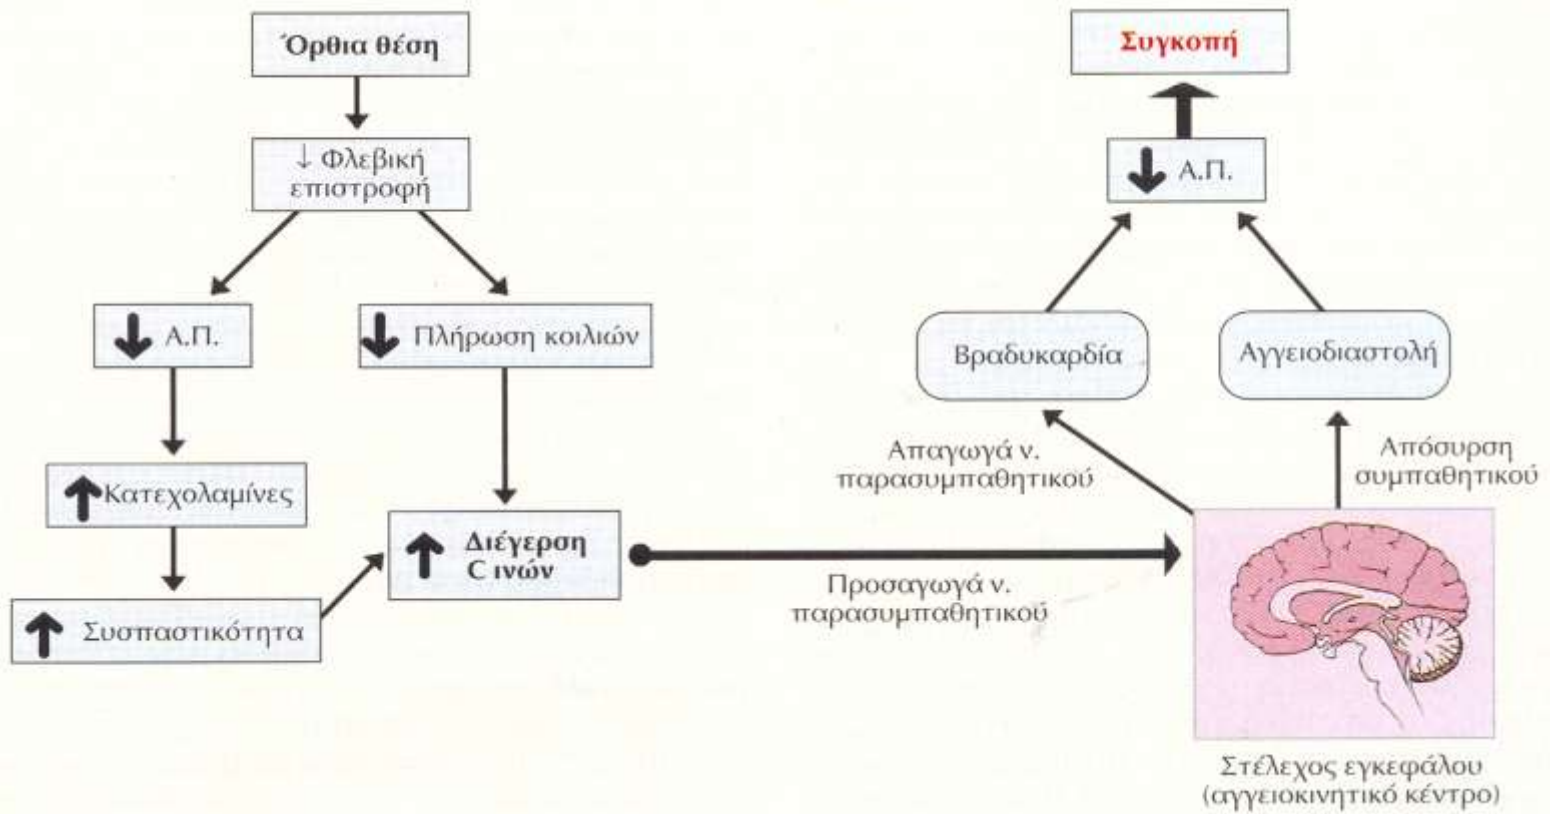 Όρθια θέση
↓ Φλεβική
επιστροφή
↓ Α.Π.
↓ Πλήρωση κοιλιών
↑ Κατεχολαμίνες
↑ Συσπαστικότητα
↑ Διέγερση
C ινών
Προσαγωγά ν.
παρασυμπαθητικού
Συγκοπή
↓ Α.Π.
Βραδυκαρδία
Αγγειοδιαστολή
Απαγωγά ν.
παρασυμπαθητικού
Απόσυρση
συμπαθητικού
Στέλεχος εγκεφάλου
(αγγειοκινητικό κέντρο)